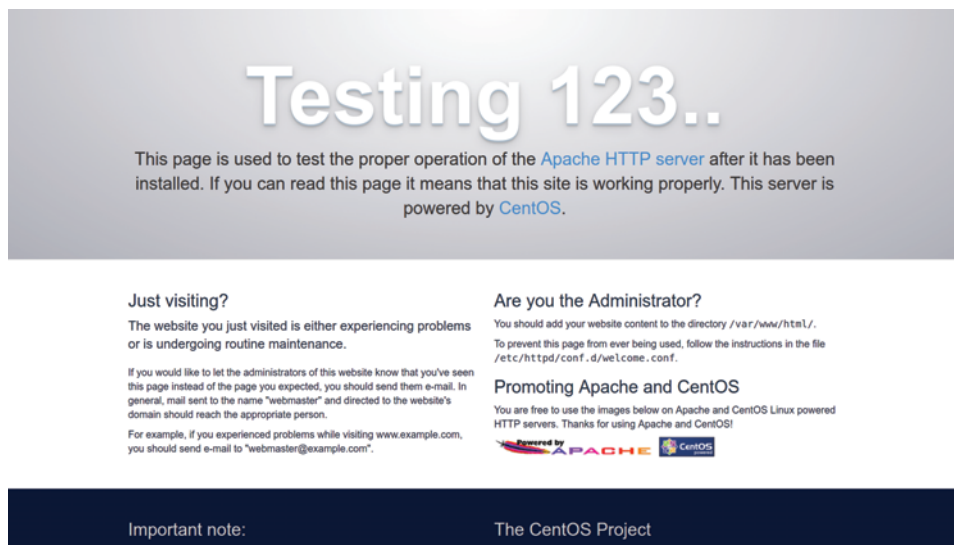 Testing 123..
This page is used to test the proper operation of the Apache HTTP server after it has been
installed. If you can read this page it means that this site is working properly. This server is
powered by CentOS.
Just visiting?
The website you just visited is either experiencing problems
or is undergoing routine maintenance.
If you would like to let the administrators of this website know that you've seen
this page instead of the page you expected, you should send them e-mail. In
general, mail sent to the name "webmaster" and directed to the website's
domain should reach the appropriate person.
For example, if you experienced problems while visiting www.example.com,
you should send e-mail to "webmaster@example.com".
Are you the Administrator?
You should add your website content to the directory /var/www/html/.
To prevent this page from ever being used, follow the instructions in the file
/etc/httpd/conf.d/welcome.conf.
Promoting Apache and CentOS
You are free to use the images below on Apache and CentOS Linux powered
HTTP servers. Thanks for using Apache and CentOS!
Powered by
APACHE
CentOS
powered
Important note:
The CentOS Project